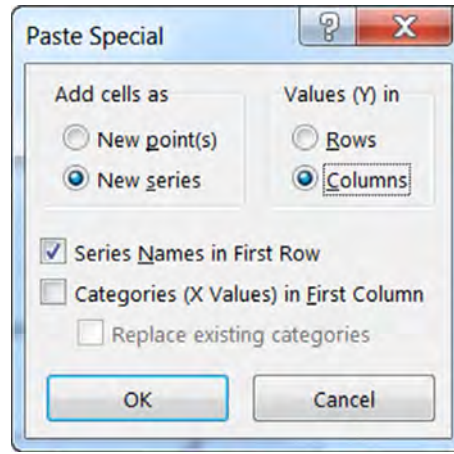 Paste Special
Add cells as
Values (Y) in
New point(s)
Rows
New series
Columns
Series Names in First Row
Categories (X Values) in First Column
Replace existing categories
OK
Cancel